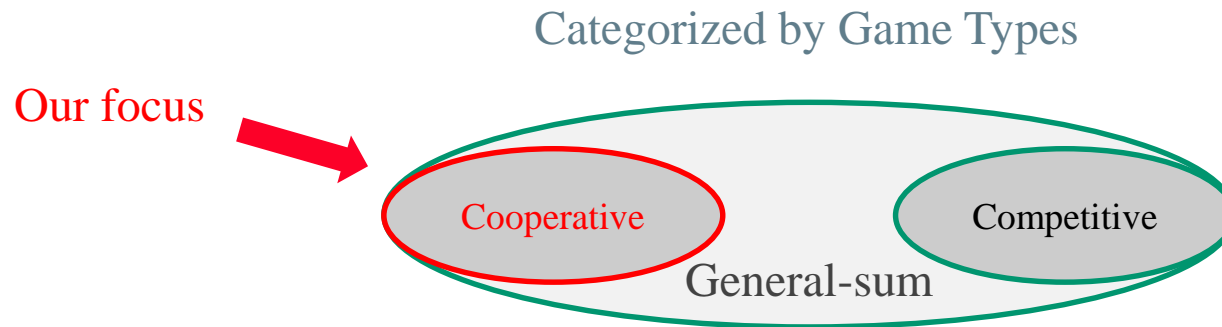 Categorized by Game Types
Our focus
Cooperative
Competitive
General-sum